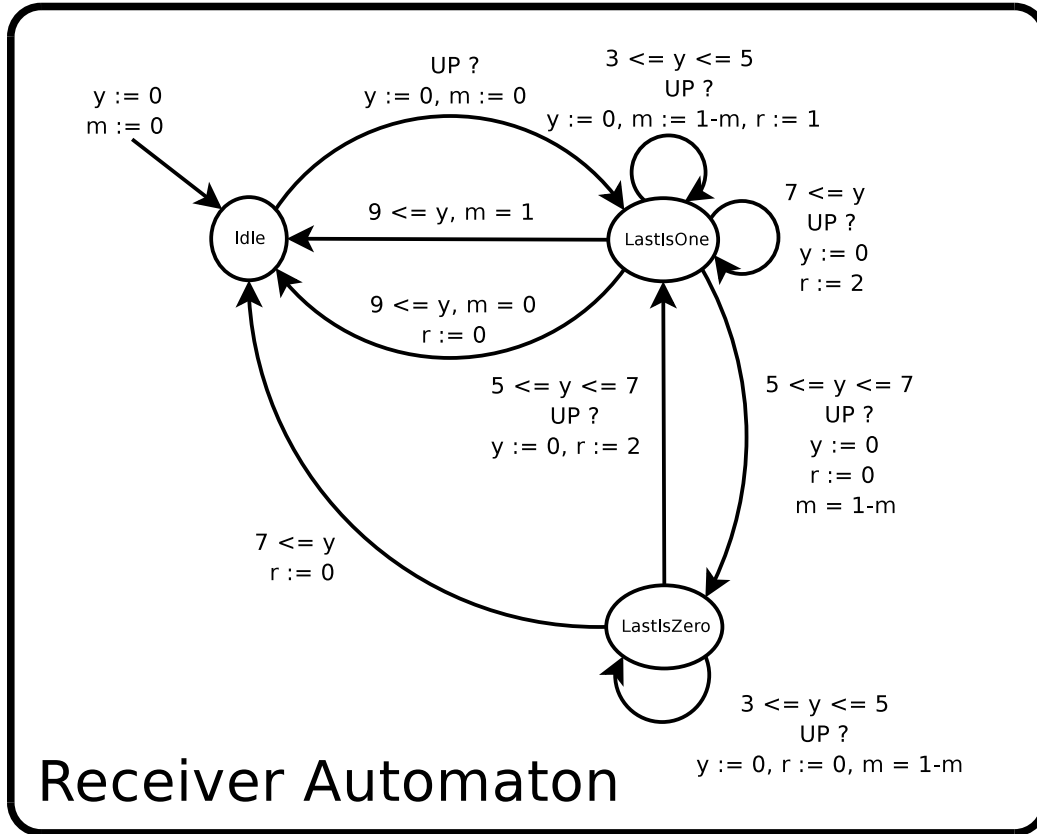 UP ?
y := 0, m := 0
3 <= y <= 5
UP ?
y := 0, m := 1-m, r := 1
y := 0
m := 0
7 <= y
UP ?
y := 0
r := 2
9 <= y, m = 1
Idle
LastIsOne
9 <= y, m = 0
r := 0
5 <= y <= 7
UP ?
y := 0, r := 2
5 <= y <= 7
UP ?
y := 0
r := 0
m = 1-m
7 <= y
r := 0
LastIsZero
3 <= y <= 5
UP ?
y := 0, r := 0, m = 1-m
Receiver Automaton